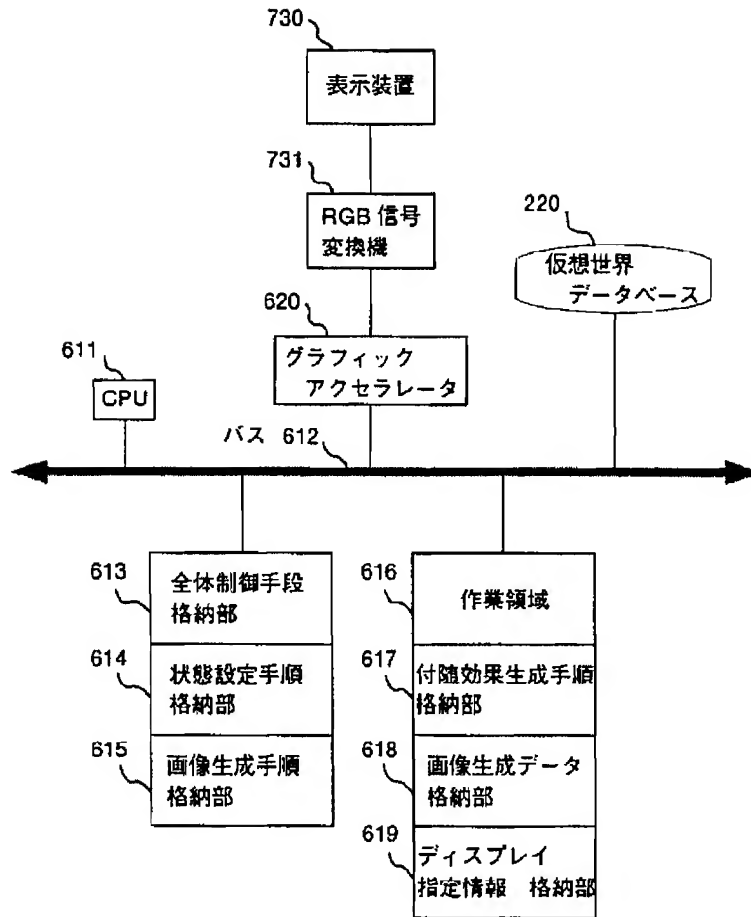 730
表示装置
731
RGB 信号
変換機
220
仮想世界
データベース
620
グラフィック
アクセラレータ
611
CPU
バス 612
613
全体制御手段
格納部
614
状態設定手順
格納部
615
画像生成手順
格納部
616
作業領域
617
付随効果生成手順
格納部
618
画像生成データ
格納部
619
ディスプレイ
指定情報 格納部